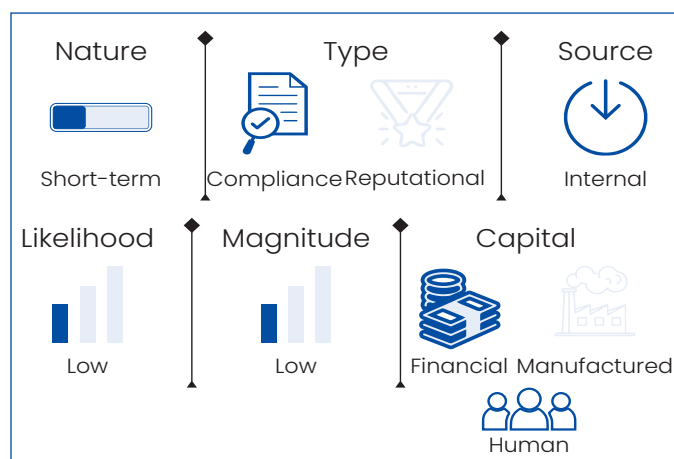 Nature Type Source
Short-term Compliance Reputational Internal
Likelihood Magnitude Capital
Low Low Financial Manufactured
Human